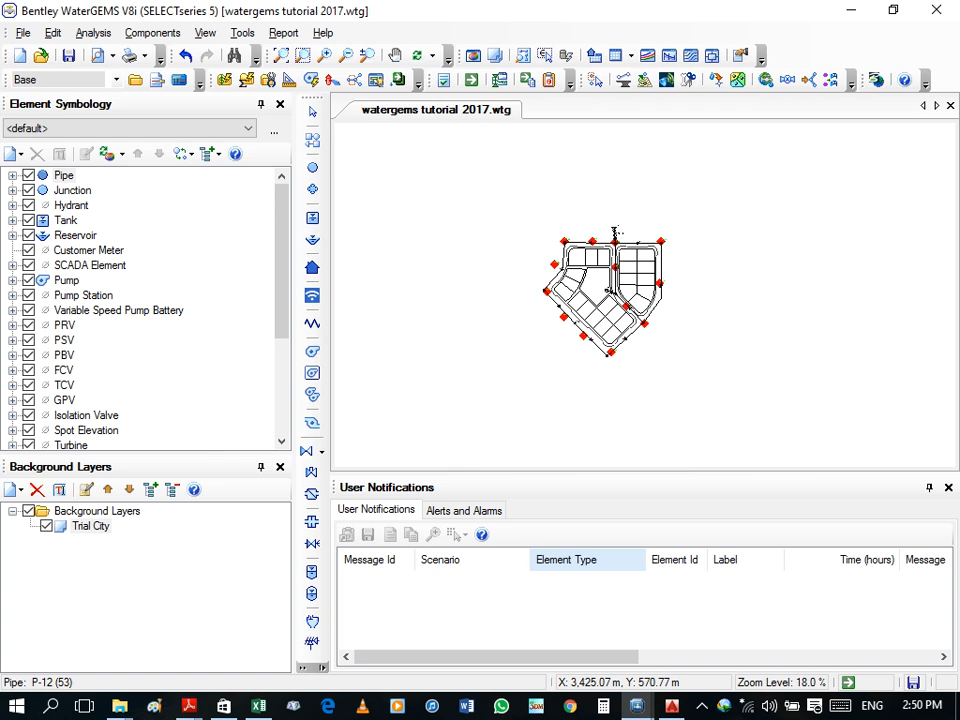 Bentley WaterGEMS V8i (SELECTseries 5) [watergems tutorial 2017.wtg]
File Edit Analysis Components View Tools Report Help
Base
Element Symbology
<default>
...
Pipe
Junction
Hydrant
Tank
Reservoir
Customer Meter
SCADA Element
Pump
Pump Station
Variable Speed Pump Battery
PRV
PSV
PBV
FCV
TCV
GPV
Isolation Valve
Spot Elevation
Turbine
Background Layers
Background Layers
Trial City
watergems tutorial 2017.wtg
User Notifications
User Notifications Alerts and Alarms
Message Id Scenario Element Type Element Id Label Time (hours) Message
Pipe: P-12 (53) X: 3,425.07 m, Y: 570.77 m Zoom Level: 18.0 %
ENG 2:50 PM